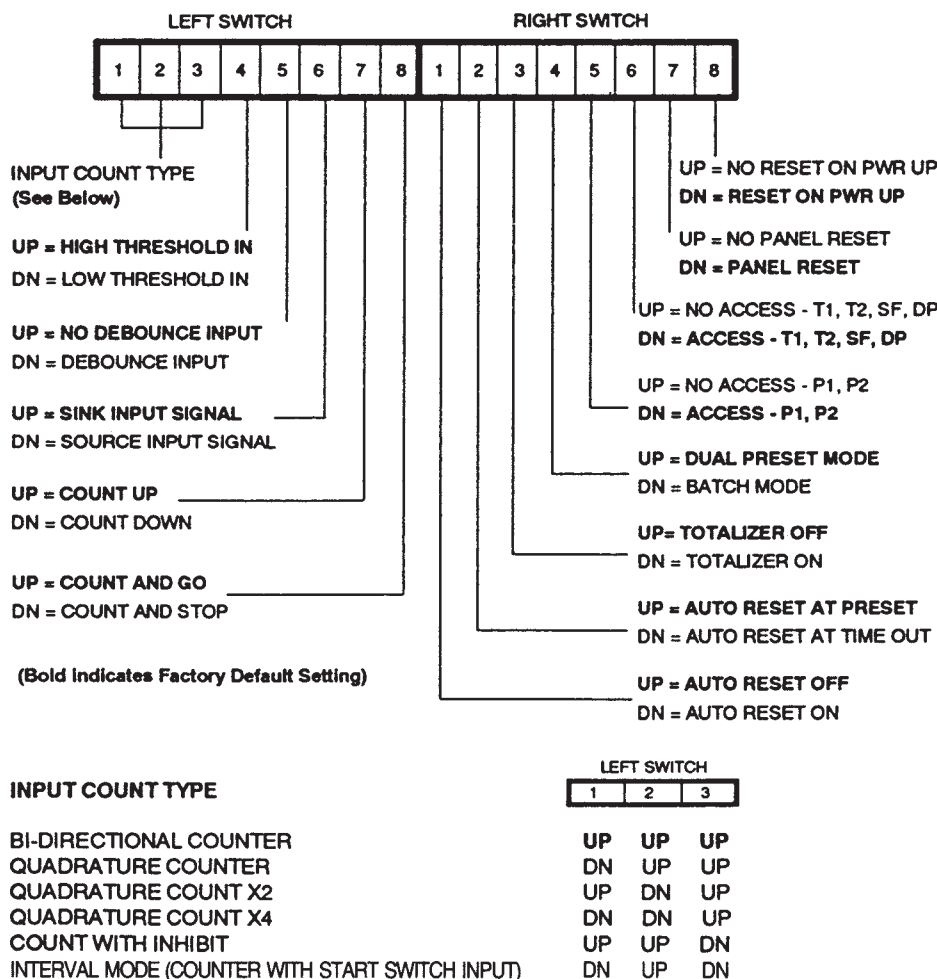 LEFT SWITCH RIGHT SWITCH
1 2 3 4 5 6 7 8 1 2 3 4 5 6 7 8
INPUT COUNT TYPE
(See Below)
UP = HIGH THRESHOLD IN
DN = LOW THRESHOLD IN
UP = NO DEBOUNCE INPUT
DN = DEBOUNCE INPUT
UP = SINK INPUT SIGNAL
DN = SOURCE INPUT SIGNAL
UP = COUNT UP
DN = COUNT DOWN
UP = COUNT AND GO
DN = COUNT AND STOP
(Bold Indicates Factory Default Setting)
UP = NO RESET ON PWR UP
DN = RESET ON PWR UP
UP = NO PANEL RESET
DN = PANEL RESET
UP = NO ACCESS - T1, T2, SF, DP
DN = ACCESS - T1, T2, SF, DP
UP = NO ACCESS - P1, P2
DN = ACCESS - P1, P2
UP = DUAL PRESET MODE
DN = BATCH MODE
UP= TOTALIZER OFF
DN = TOTALIZER ON
UP = AUTO RESET AT PRESET
DN = AUTO RESET AT TIME OUT
UP = AUTO RESET OFF
DN = AUTO RESET ON
LEFT SWITCH
INPUT COUNT TYPE 1 2 3
BI-DIRECTIONAL COUNTER UP UP UP
QUADRATURE COUNTER DN UP UP
QUADRATURE COUNT X2 UP DN UP
QUADRATURE COUNT X4 DN DN UP
COUNT WITH INHIBIT UP UP DN
INTERVAL MODE (COUNTER WITH START SWITCH INPUT) DN UP DN